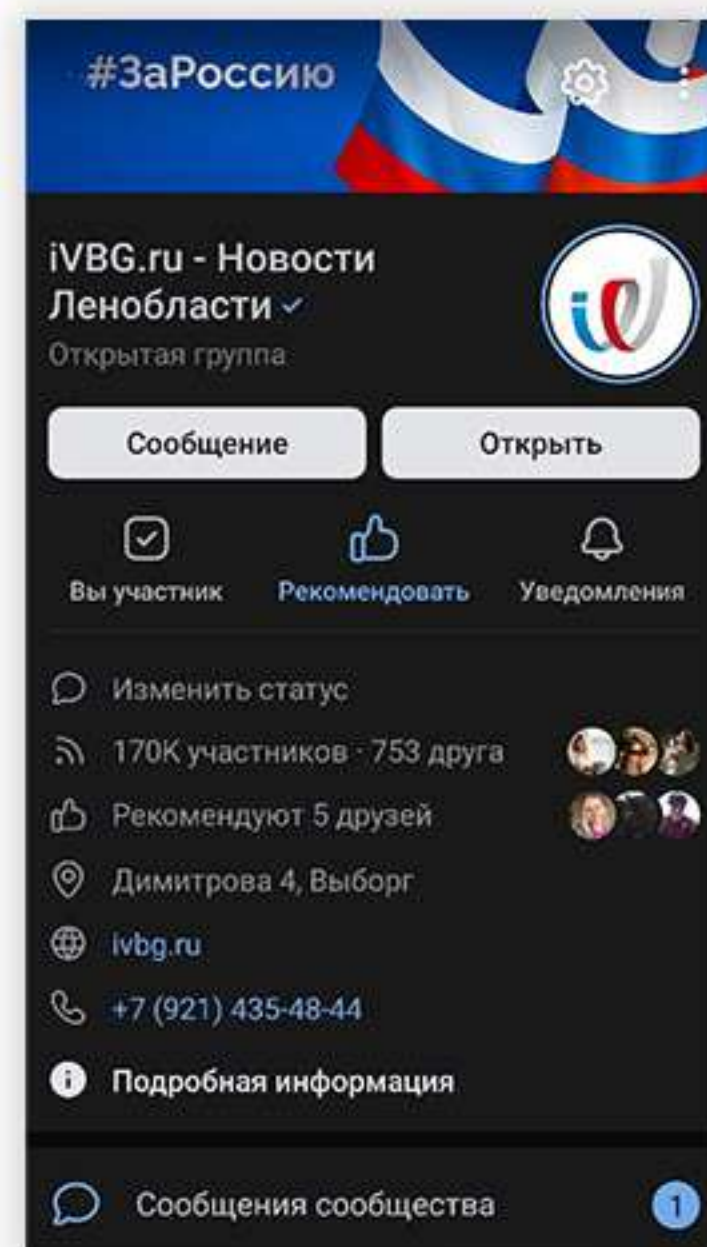 #ZаРоссию
iVBG.ru - Новости
Ленобласти
Открытая группа
Сообщение
Открыть
Вы участник
Рекомендовать
Уведомления
Изменить статус
170K участников · 753 друга
Рекомендуют 5 друзей
Димитрова 4, Выборг
ivbg.ru
+7 (921) 435-48-44
Подробная информация
Сообщения сообщества
1